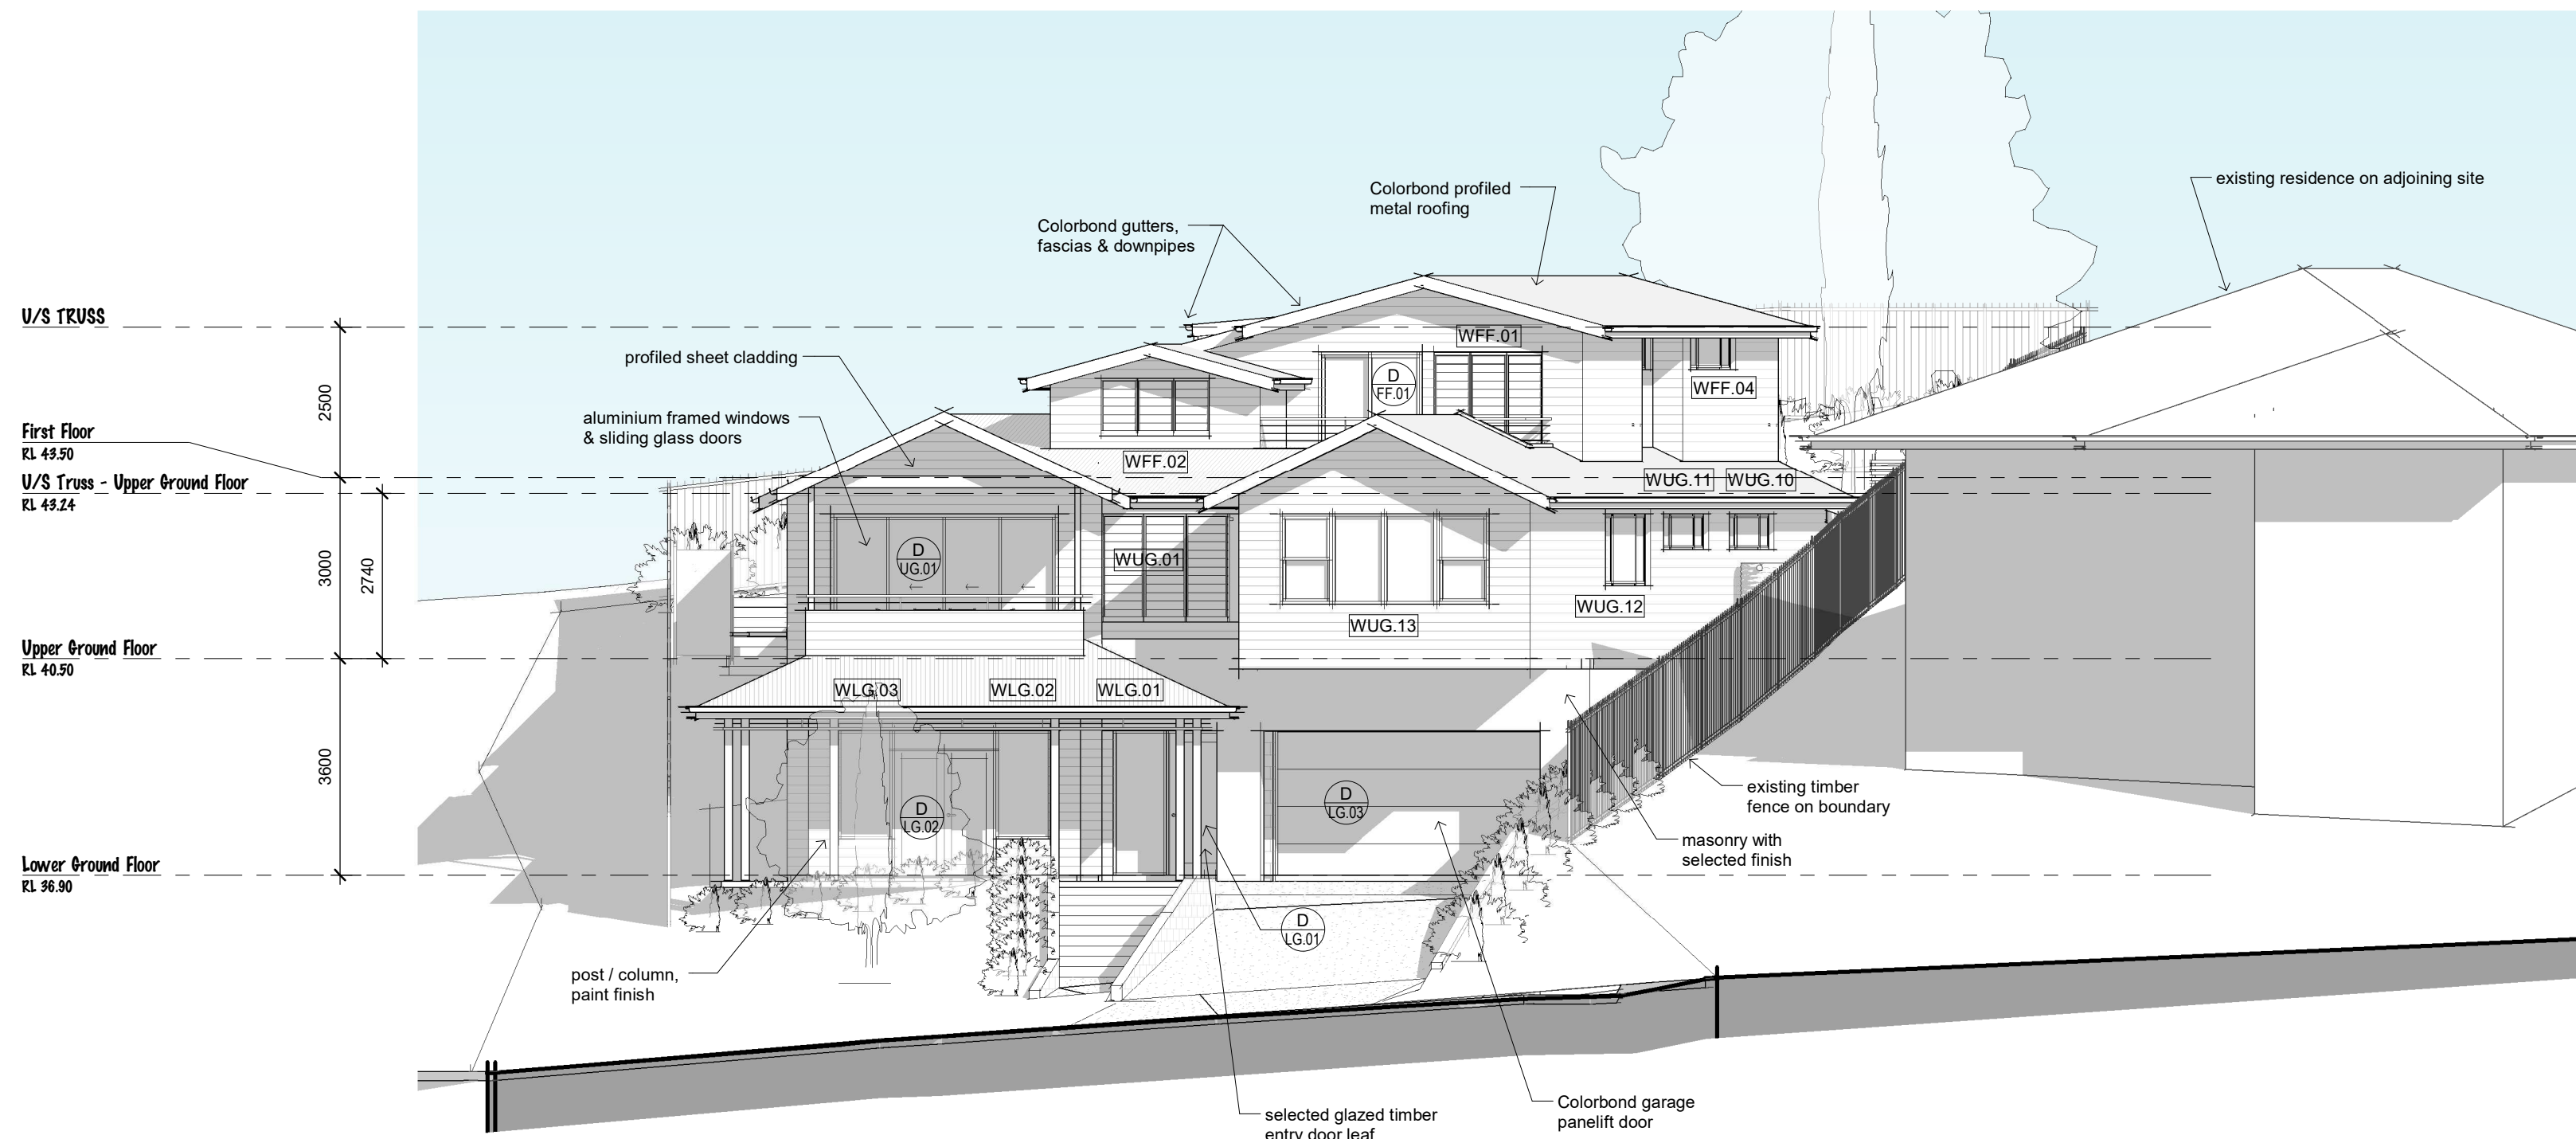 existing residence on adjoining site
Colorbond profiled
metal roofing
Colorbond gutters,
fascias & downpipes
U/S TRUSS
WFF.01
profiled sheet cladding
D
FF.01
WFF.04
2500
aluminium framed windows
& sliding glass doors
First Floor
RL 43.50
WFF.02
U/S Truss - Upper Ground Floor
RL 43.24
WUG.11
WUG.10
D
UG.01
WUG.01
3000
2740
WUG.12
WUG.13
Upper Ground Floor
RL 40.50
WLG.03
WLG.02
WLG.01
3600
D
LG.02
D
LG.03
existing timber
fence on boundary
masonry with
selected finish
Lower Ground Floor
RL 36.90
D
LG.01
post / column,
paint finish
selected glazed timber
entry door leaf
Colorbond garage
panelift door